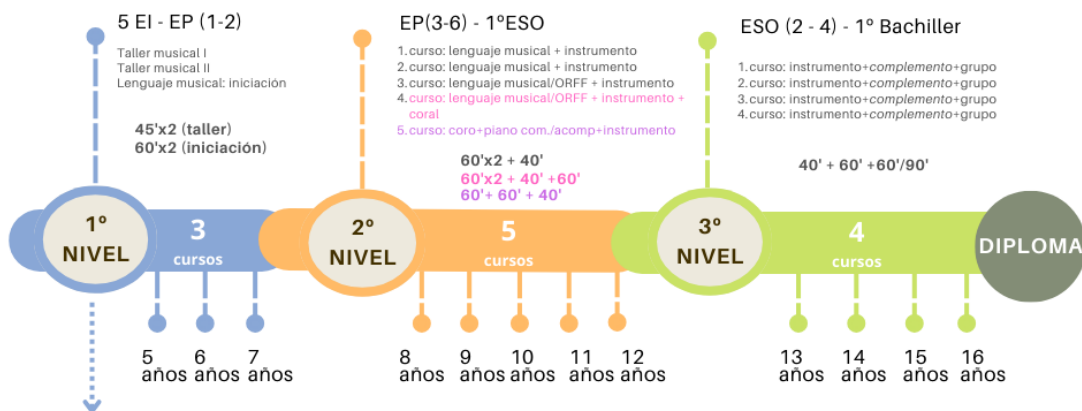 5 EI - EP (1-2)
Taller musical I
Taller musical II
Lenguaje musical: iniciación
45'x2 (taller)
60'x2 (iniciación)
EP(3-6) - 1ºESO
1. curso: lenguaje musical + instrumento
2. curso: lenguaje musical + instrumento
3. curso: lenguaje musical/ORFF + instrumento
4. curso: lenguaje musical/ORFF + instrumento +
coral
5. curso: coro+piano com./acomp+instrumento
60'x2 + 40'
60'x2 + 40' +60'
60'+ 60' + 40'
ESO (2 - 4) - 1º Bachiller
1. curso: instrumento+complemento+grupo
2. curso: instrumento+complemento+grupo
3. curso: instrumento+complemento+grupo
4. curso: instrumento+complemento+grupo
40' + 60' +60'/90'
1º
NIVEL
3
cursos
2º
NIVEL
5
cursos
3º
NIVEL
4
cursos
DIPLOMA
5
años
6
años
7
años
8
años
9
años
10
años
11
años
12
años
13
años
14
años
15
años
16
años